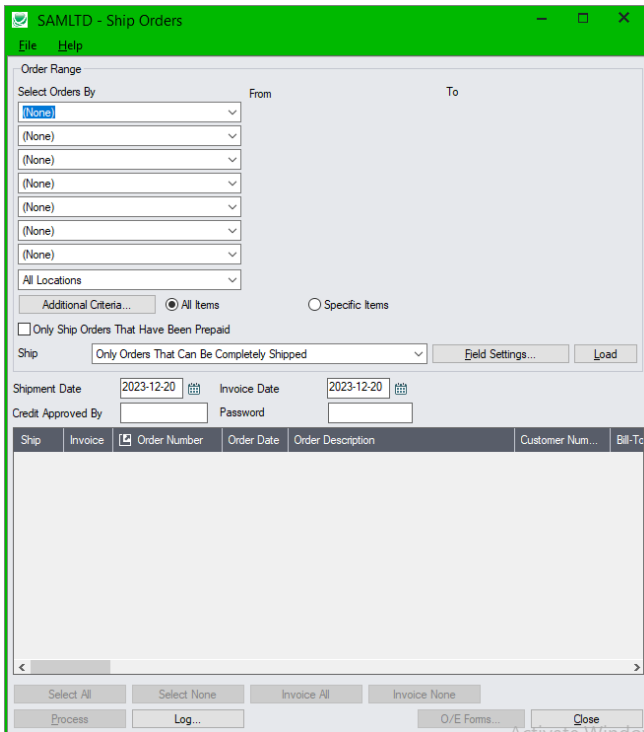 SAMLTD - Ship Orders
File Help
Order Range
Select Orders By From To
(None)
(None)
(None)
(None)
(None)
(None)
(None)
All Locations
Additional Criteria... All Items Specific Items
Only Ship Orders That Have Been Prepaid
Ship Only Orders That Can Be Completely Shipped Field Settings... Load
Shipment Date 2023-12-20 Invoice Date 2023-12-20
Credit Approved By Password
Ship Invoice Order Number Order Date Order Description Customer Num... Bill-To
Select All Select None Invoice All Invoice None
Process Log... O/E Forms... Close